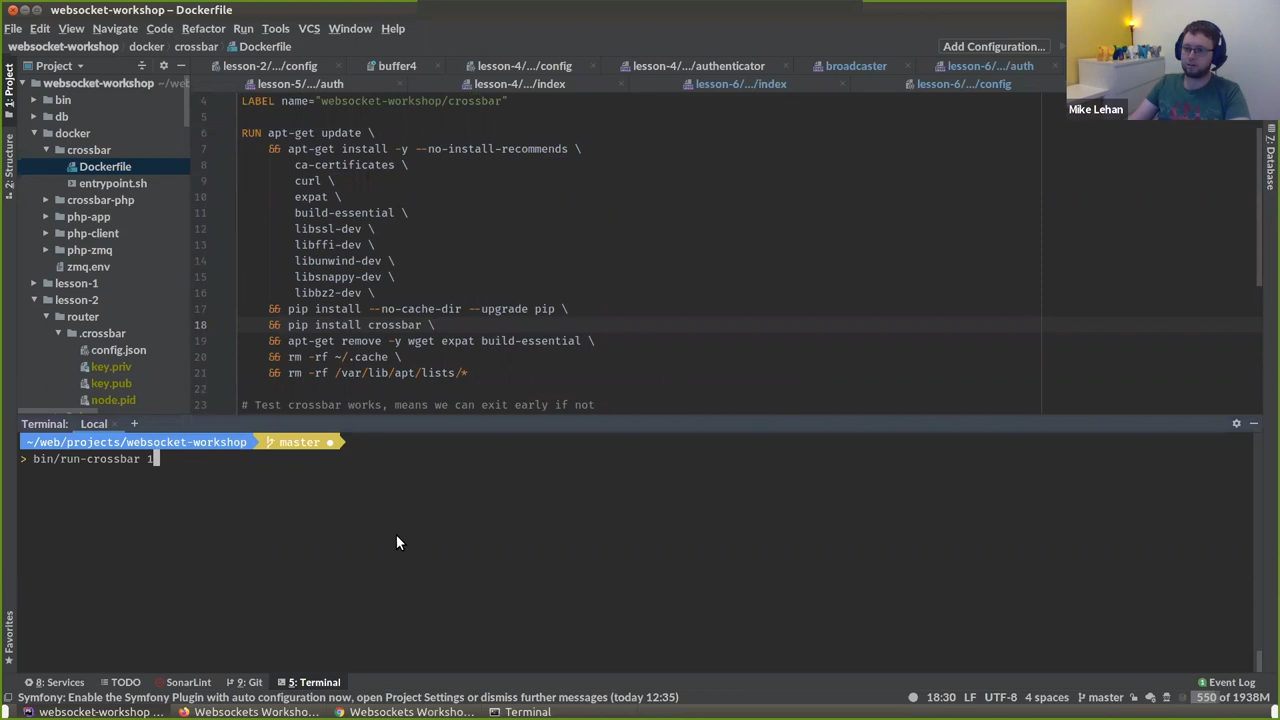 websocket-workshop – Dockerfile
File Edit View Navigate Code Refactor Run Tools VCS Window Help
websocket-workshop docker crossbar Dockerfile
Add Configuration...
Project
lesson-2/.../config buffer4 lesson-4/.../config lesson-4/.../authenticator broadcaster lesson-6/.../auth
lesson-5/.../auth lesson-4/.../index lesson-6/.../index lesson-6/.../config
Mike Lehan
1: Project
2: Structure
Favorites
7: Database
websocket-workshop ~/we
bin
db
docker
crossbar
Dockerfile
entrypoint.sh
crossbar-php
php-app
php-client
php-zmq
zmq.env
lesson-1
lesson-2
router
.crossbar
config.json
key.priv
key.pub
node.pid
4 LABEL name="websocket-workshop/crossbar"
5
6 RUN apt-get update \
7 && apt-get install -y --no-install-recommends \
8 ca-certificates \
9 curl \
10 expat \
11 build-essential \
12 libssl-dev \
13 libffi-dev \
14 libunwind-dev \
15 libsnappy-dev \
16 libbz2-dev \
17 && pip install --no-cache-dir --upgrade pip \
18 && pip install crossbar \
19 && apt-get remove -y wget expat build-essential \
20 && rm -rf ~/.cache \
21 && rm -rf /var/lib/apt/lists/*
22
23 # Test crossbar works, means we can exit early if not
Terminal: Local +
~/web/projects/websocket-workshop master ●
> bin/run-crossbar 1
8: Services TODO SonarLint 9: Git 5: Terminal Event Log
Symfony: Enable the Symfony Plugin with auto configuration now, open Project Settings or dismiss further messages (today 12:35) 18:30 LF UTF-8 4 spaces master 550 of 1938M
websocket-workshop ... Websockets Worksho... Websockets Worksho... Terminal